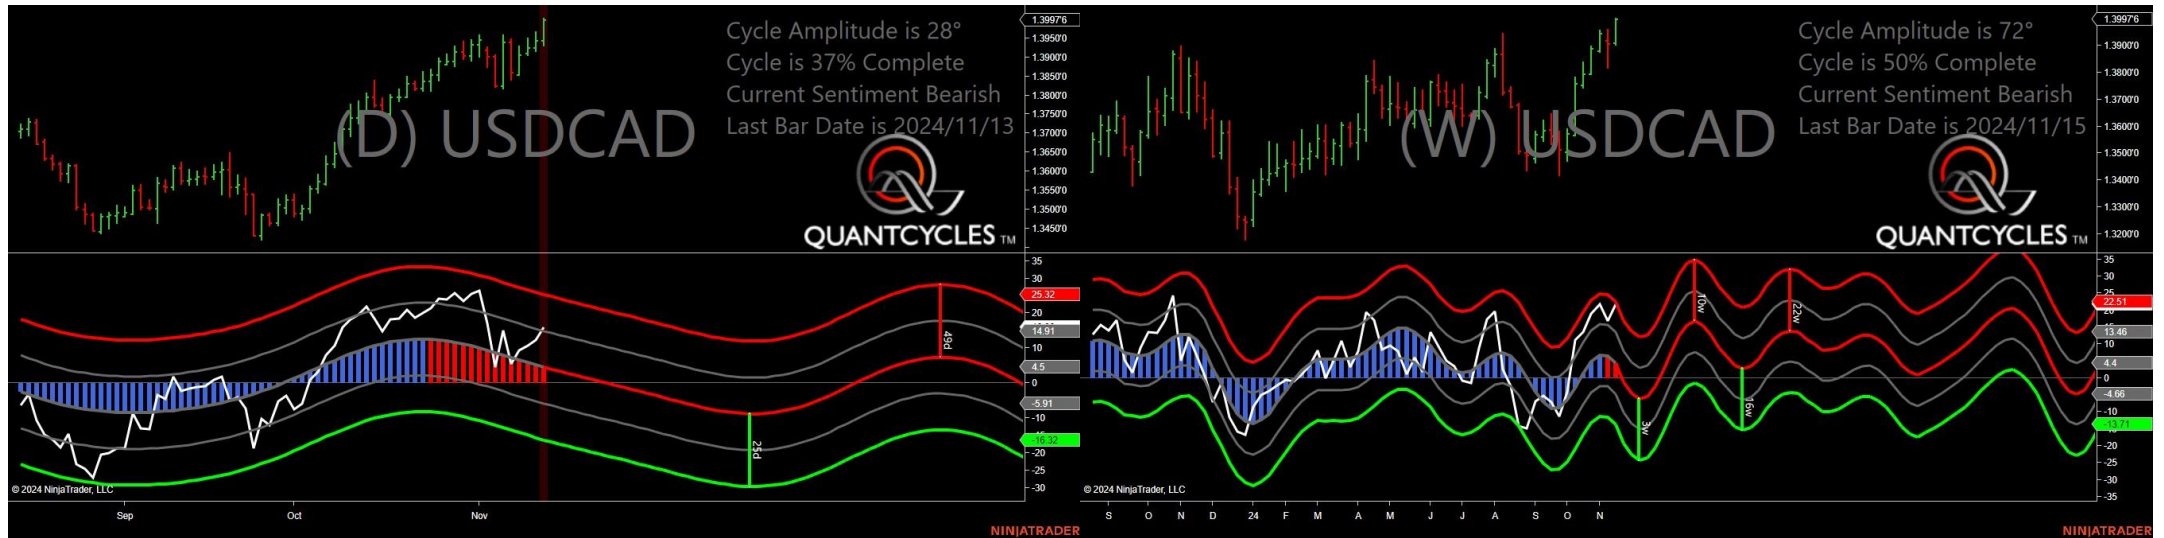 Cycle Amplitude is 28°
Cycle is 37% Complete
Current Sentiment Bearish
Last Bar Date is 2024/11/13
(D) USDCAD
QUANTCYCLES TM
1.3997'6
1.3950'0
1.3900'0
1.3850'0
1.3800'0
1.3750'0
1.3700'0
1.3650'0
1.3600'0
1.3550'0
1.3500'0
1.3450'0
35
30
25.32
20
14.91
10
4.5
0
-5.91
-10
-16.32
-20
-25
-30
49d
25d
© 2024 NinjaTrader, LLC
Sep Oct Nov
NINJATRADER
Cycle Amplitude is 72°
Cycle is 50% Complete
Current Sentiment Bearish
Last Bar Date is 2024/11/15
(W) USDCAD
QUANTCYCLES TM
1.3997'6
1.3900'0
1.3800'0
1.3700'0
1.3600'0
1.3500'0
1.3400'0
1.3300'0
1.3200'0
35
30
25
22.51
13.46
10
4.4
0
-4.66
-10
-13.71
-20
-25
-30
-35
10w
22w
3w
16w
© 2024 NinjaTrader, LLC
S O N D 24 F M A M J J A S O N
NINJATRADER